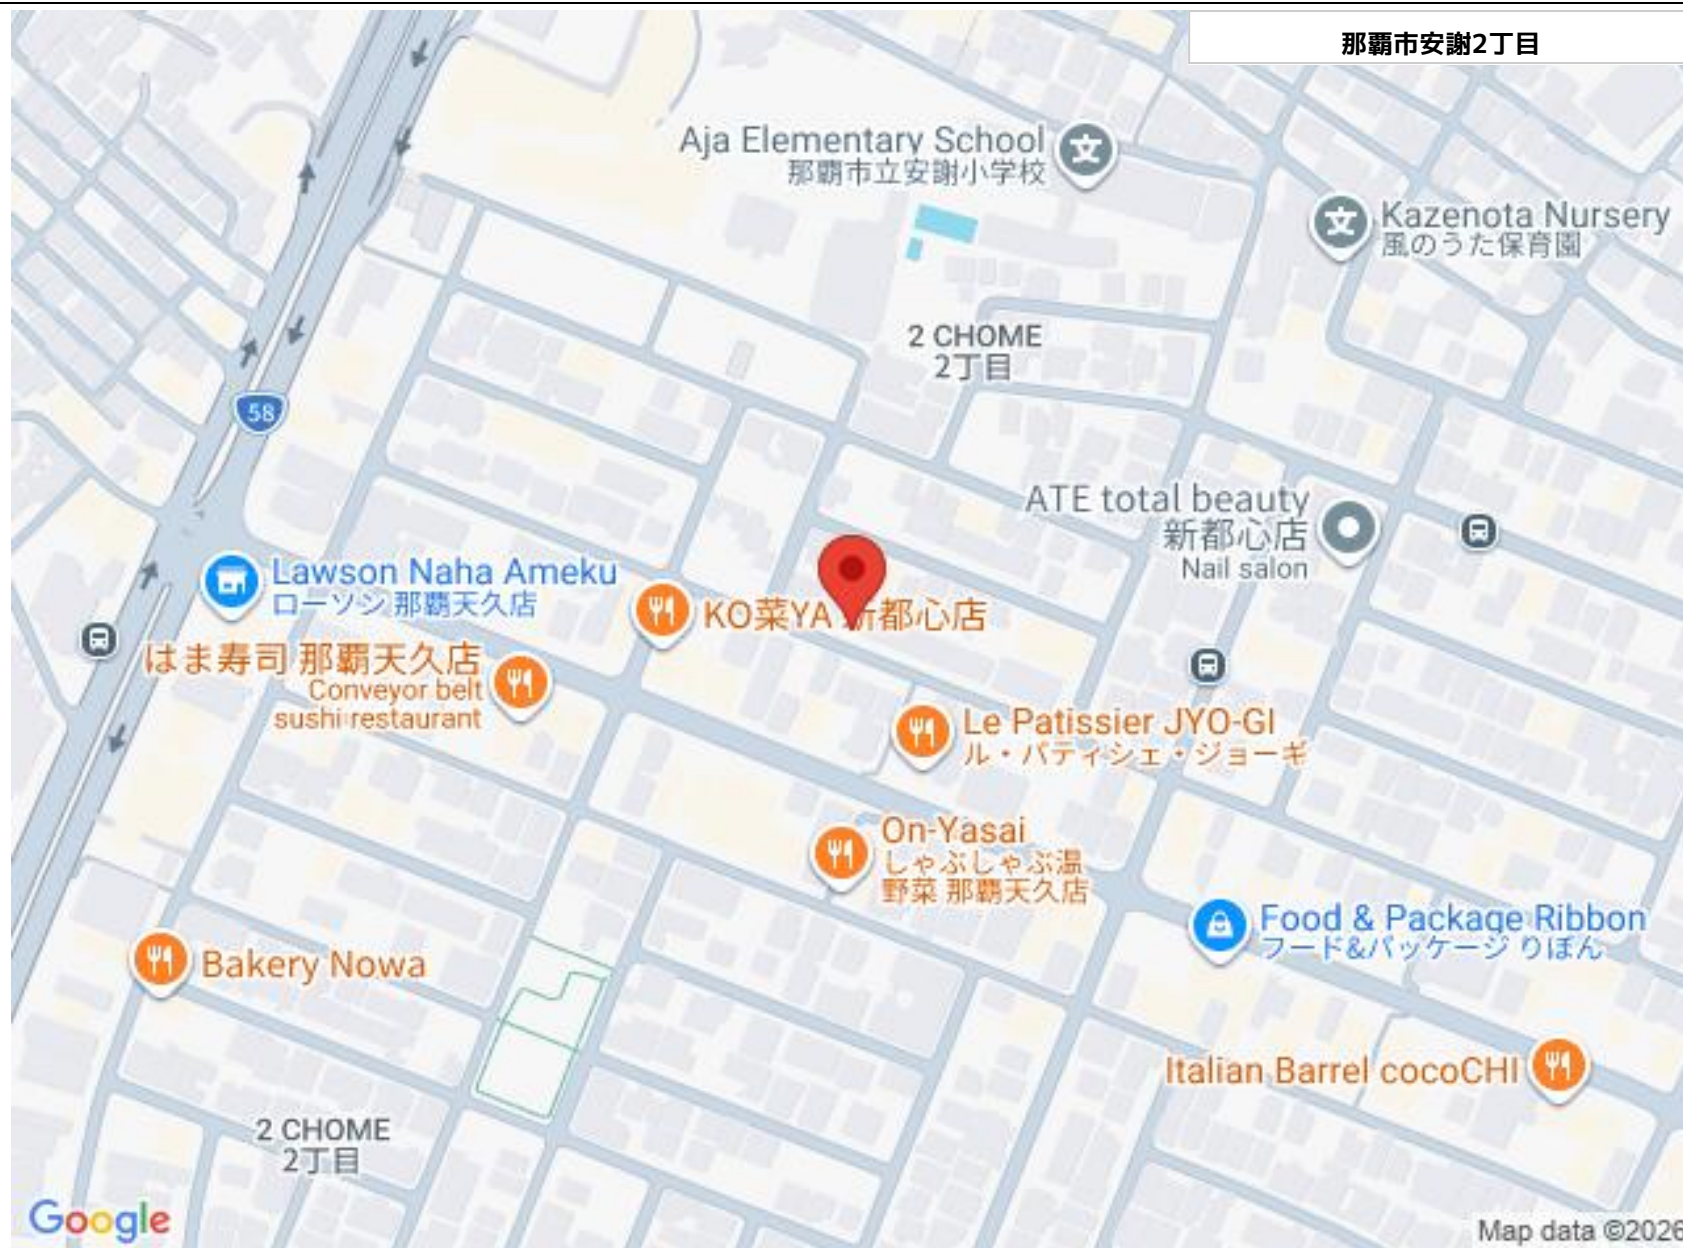 那覇市安謝2丁目
Aja Elementary School
那覇市立安謝小学校
Kazenota Nursery
風のうた保育園
2 CHOME
2丁目
58
ATE total beauty
新都心店
Nail salon
Lawson Naha Ameku
ローソン 那覇天久店
KO菜YA 新都心店
はま寿司 那覇天久店
Conveyor belt
sushi restaurant
Le Patissier JYO-GI
ル・パティシェ・ジョーギ
On-Yasai
しゃぶしゃぶ温
野菜 那覇天久店
Food & Package Ribbon
フード&パッケージ りぼん
Bakery Nowa
Italian Barrel cocoCHI
2 CHOME
2丁目
Google
Map data ©2026